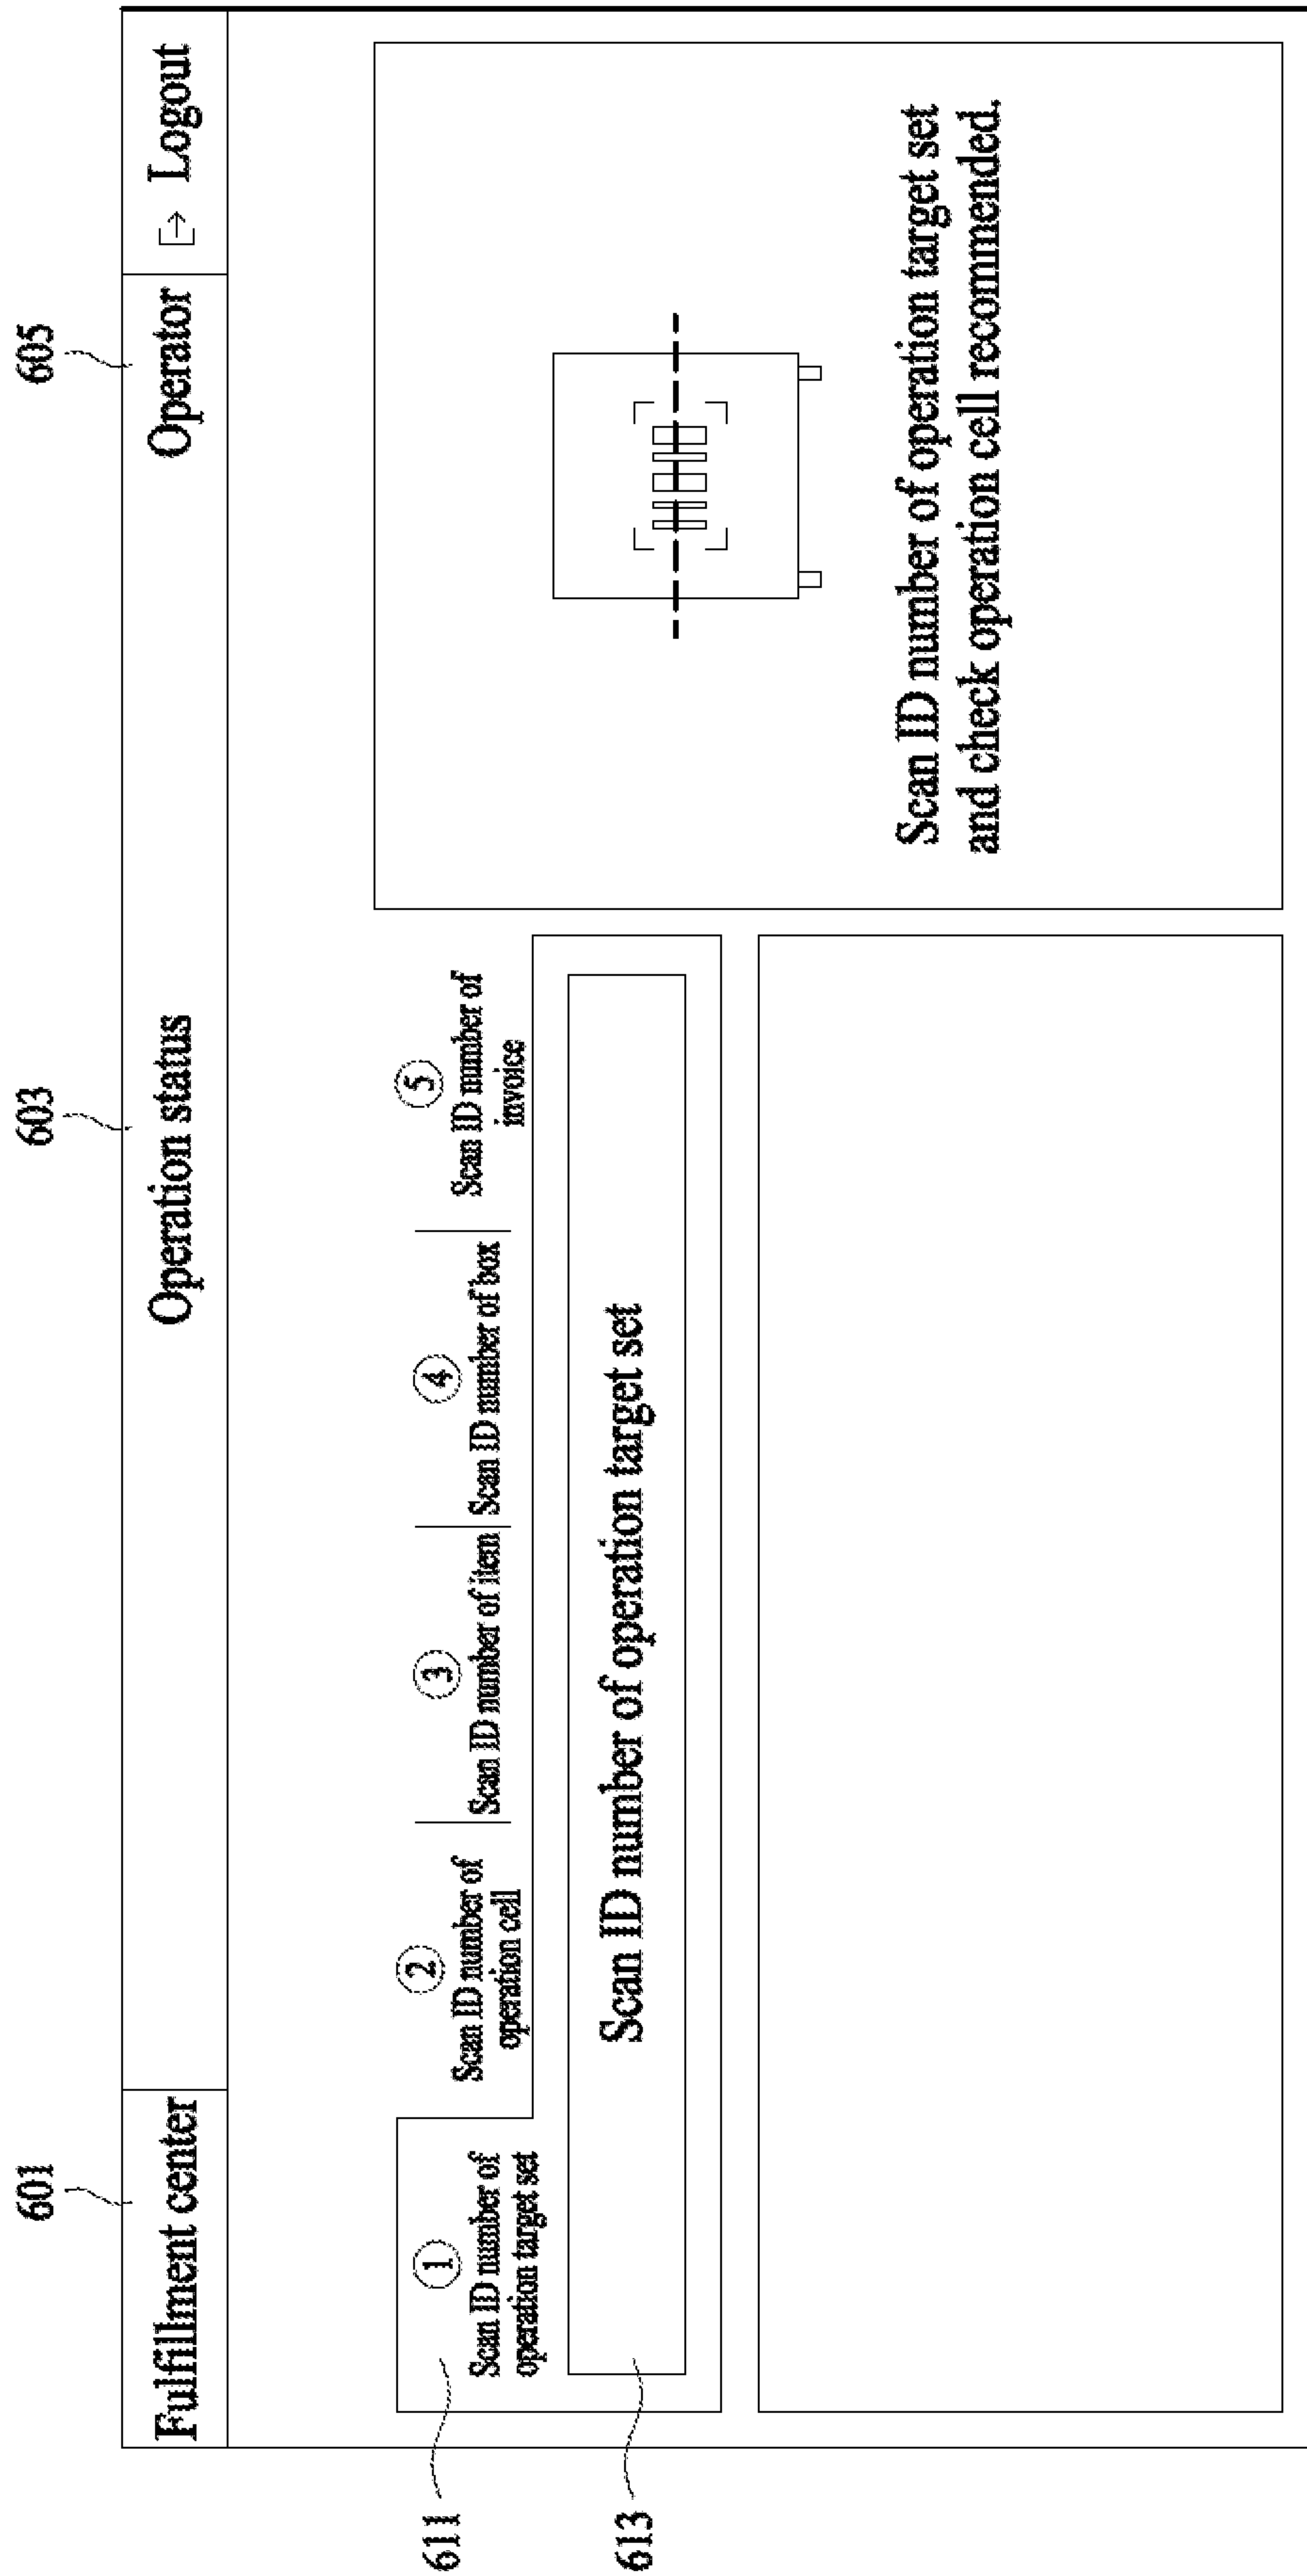 601
603
605
Fulfillment center
Operation status
Operator
Logout
611
1
Scan ID number of
operation target set
2
Scan ID number of
operation cell
3
Scan ID number of item
4
Scan ID number of box
5
Scan ID number of
invoice
613
Scan ID number of operation target set
Scan ID number of operation target set
and check operation cell recommended.